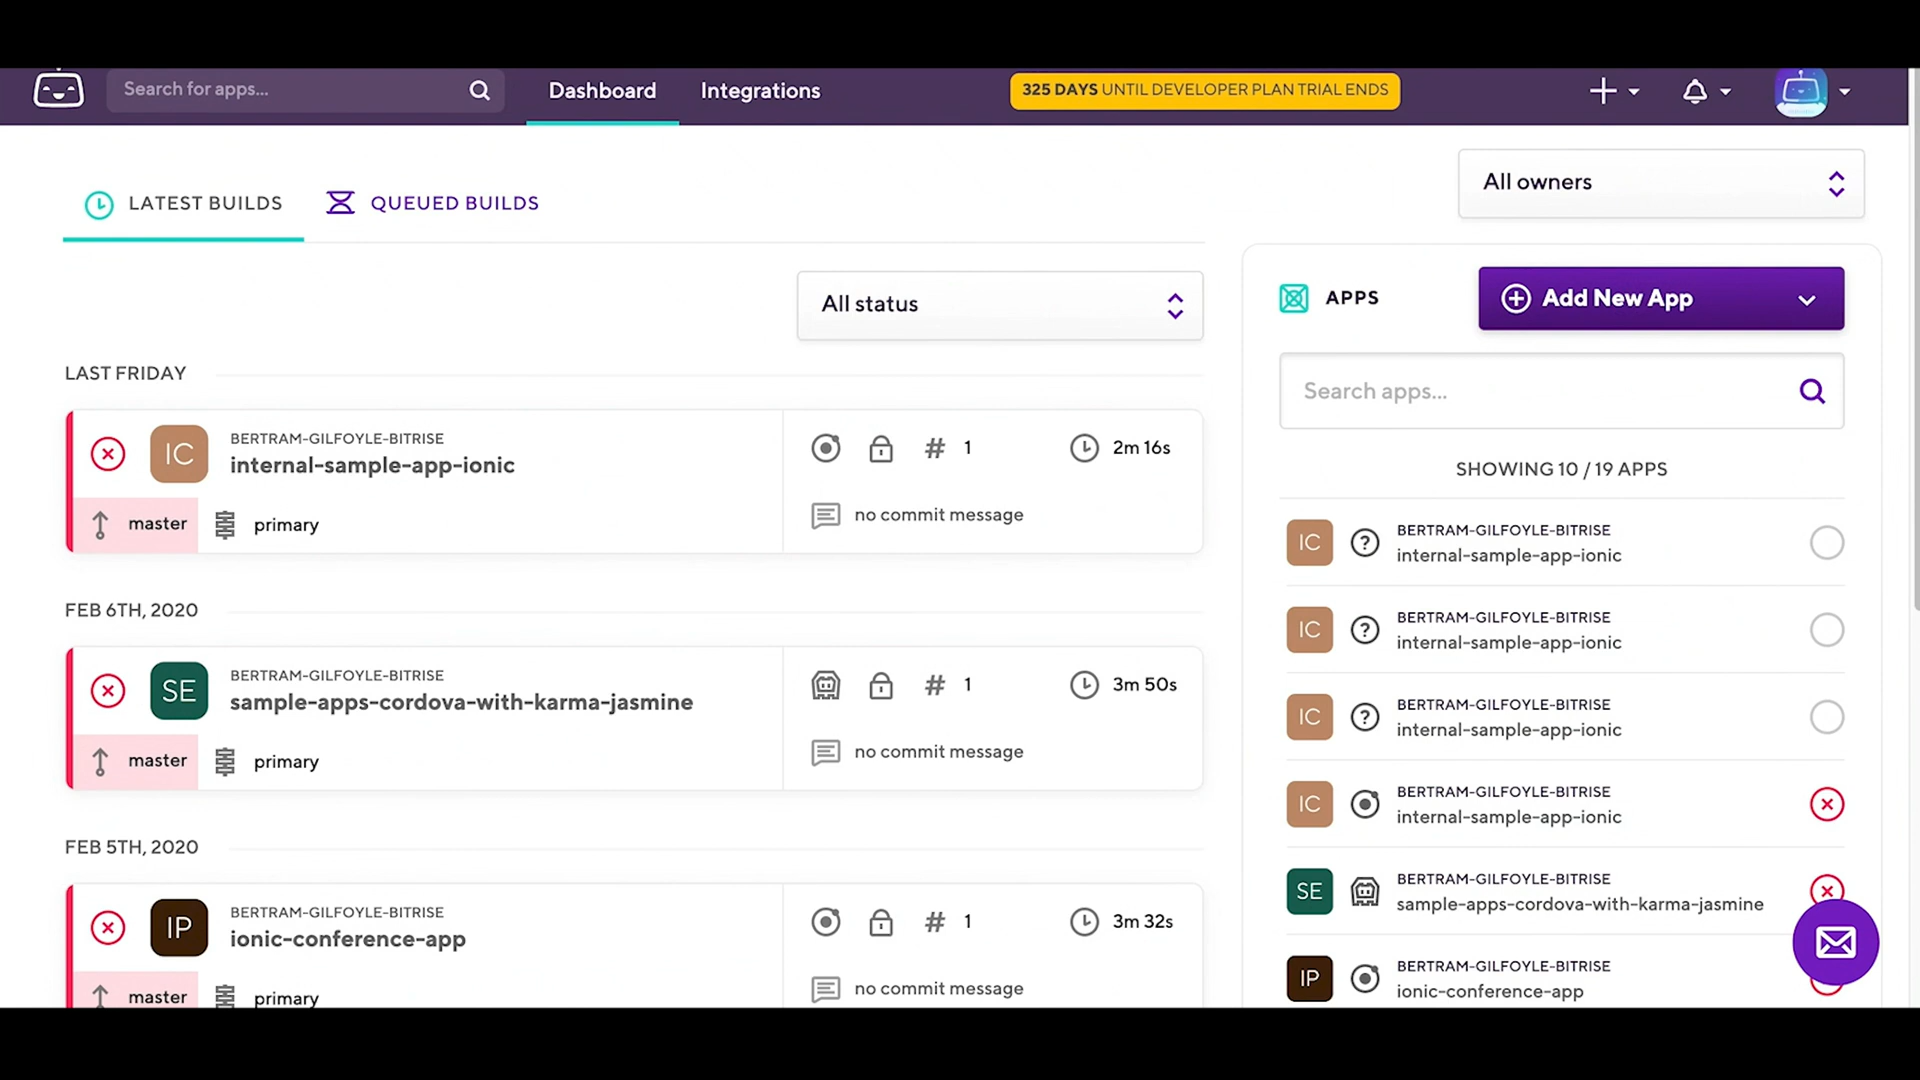 Search for apps...
Dashboard
Integrations
325 DAYS UNTIL DEVELOPER PLAN TRIAL ENDS
LATEST BUILDS
QUEUED BUILDS
All owners
All status
LAST FRIDAY
IC
BERTRAM-GILFOYLE-BITRISE
internal-sample-app-ionic
# 1
2m 16s
master
primary
no commit message
FEB 6TH, 2020
SE
BERTRAM-GILFOYLE-BITRISE
sample-apps-cordova-with-karma-jasmine
# 1
3m 50s
master
primary
no commit message
FEB 5TH, 2020
IP
BERTRAM-GILFOYLE-BITRISE
ionic-conference-app
# 1
3m 32s
master
primary
no commit message
APPS
Add New App
Search apps...
SHOWING 10 / 19 APPS
IC
BERTRAM-GILFOYLE-BITRISE
internal-sample-app-ionic
IC
BERTRAM-GILFOYLE-BITRISE
internal-sample-app-ionic
IC
BERTRAM-GILFOYLE-BITRISE
internal-sample-app-ionic
IC
BERTRAM-GILFOYLE-BITRISE
internal-sample-app-ionic
SE
BERTRAM-GILFOYLE-BITRISE
sample-apps-cordova-with-karma-jasmine
IP
BERTRAM-GILFOYLE-BITRISE
ionic-conference-app